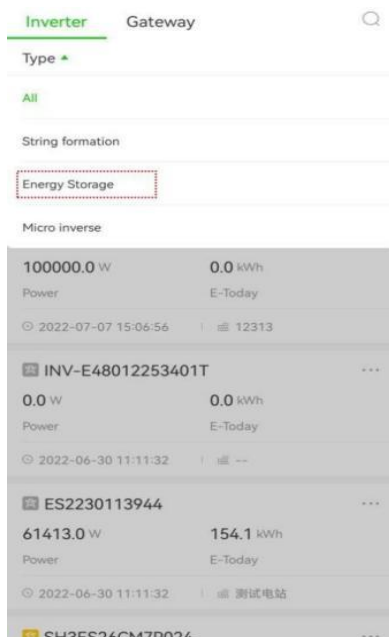 Inverter Gateway
Type
All
String formation
Energy Storage
Micro inverse
100000.0 W 0.0 kWh
Power E-Today
2022-07-07 15:06:56 12313
INV-E48012253401T ...
0.0 W 0.0 kWh
Power E-Today
2022-06-30 11:11:32 --
ES2230113944 ...
61413.0 W 154.1 kWh
Power E-Today
2022-06-30 11:11:32 测试电站